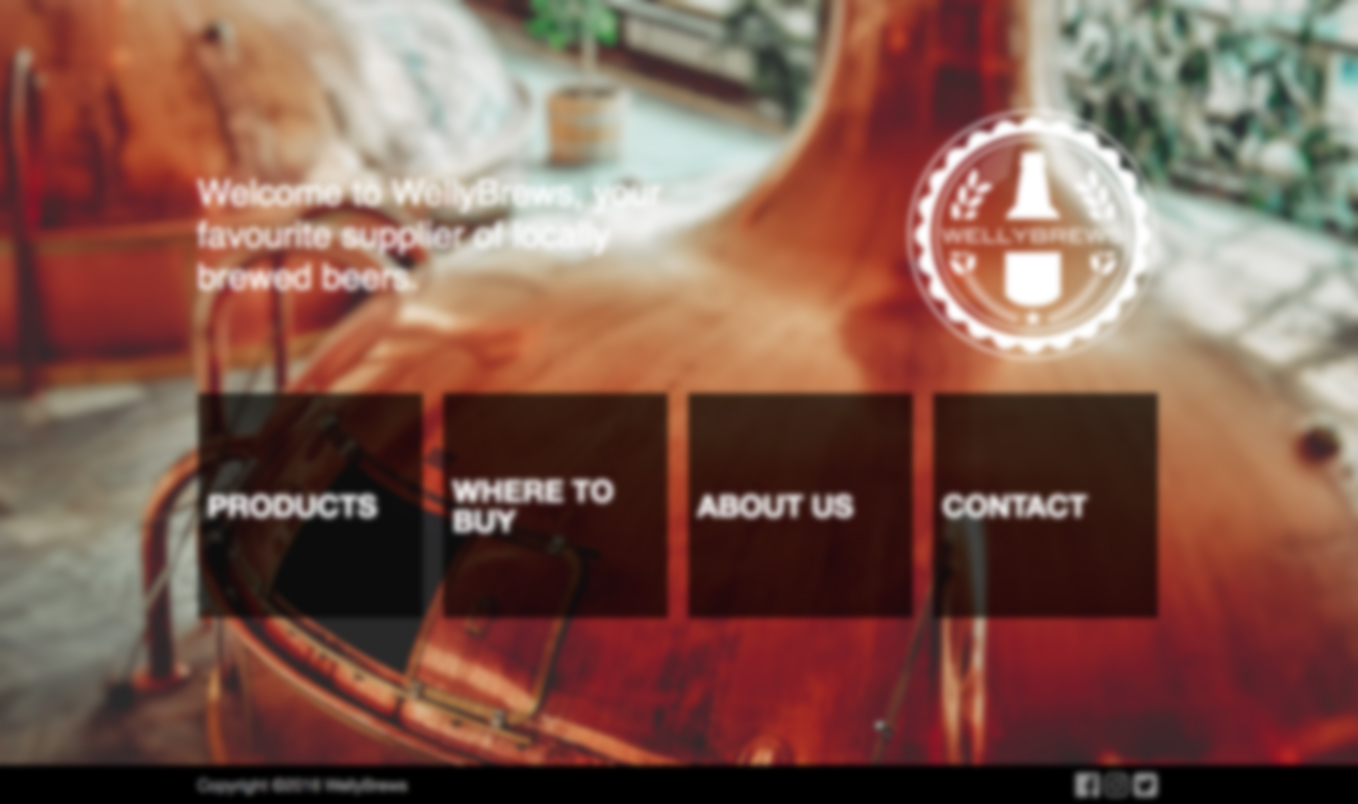 Welcome to WellyBrews, your
favourite supplier of locally
brewed beers.
WELLYBREWS
PRODUCTS
WHERE TO
BUY
ABOUT US
CONTACT
Copyright ©2016 WellyBrews